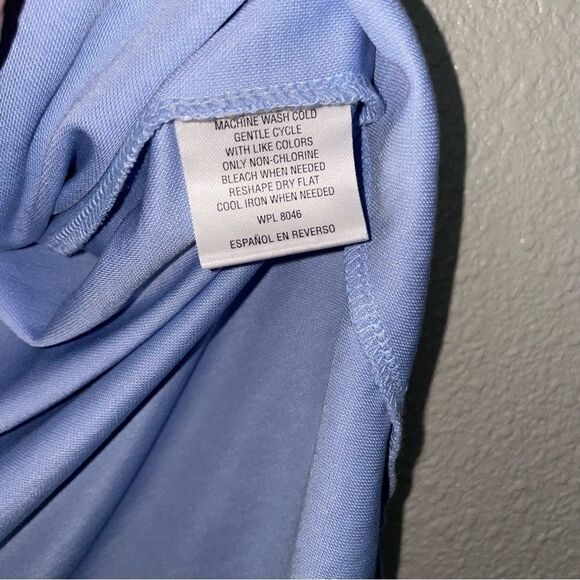 MACHINE WASH COLD
GENTLE CYCLE
WITH LIKE COLORS
ONLY NON-CHLORINE
BLEACH WHEN NEEDED
RESHAPE DRY FLAT
COOL IRON WHEN NEEDED
WPL 8046
ESPAÑOL EN REVERSO